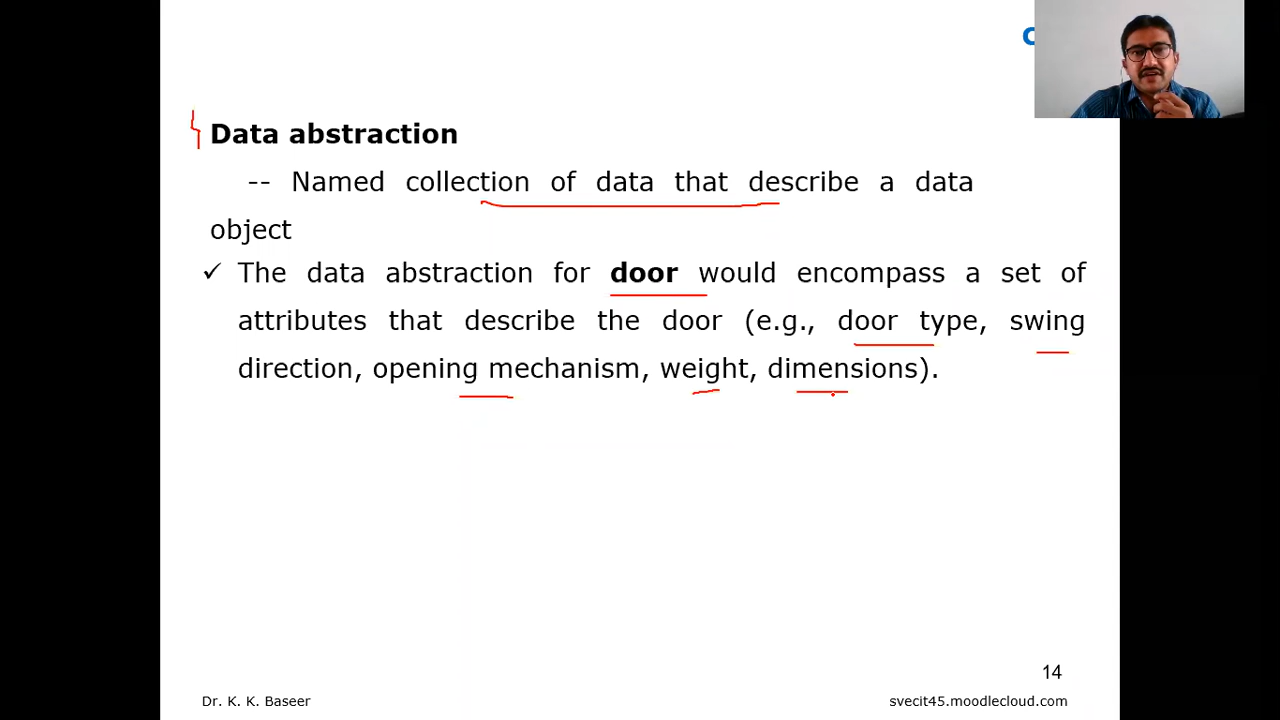 Data abstraction
-- Named collection of data that describe a data
object
✓ The data abstraction for door would encompass a set of
attributes that describe the door (e.g., door type, swing
direction, opening mechanism, weight, dimensions).
14
Dr. K. K. Baseer
svecit45.moodlecloud.com